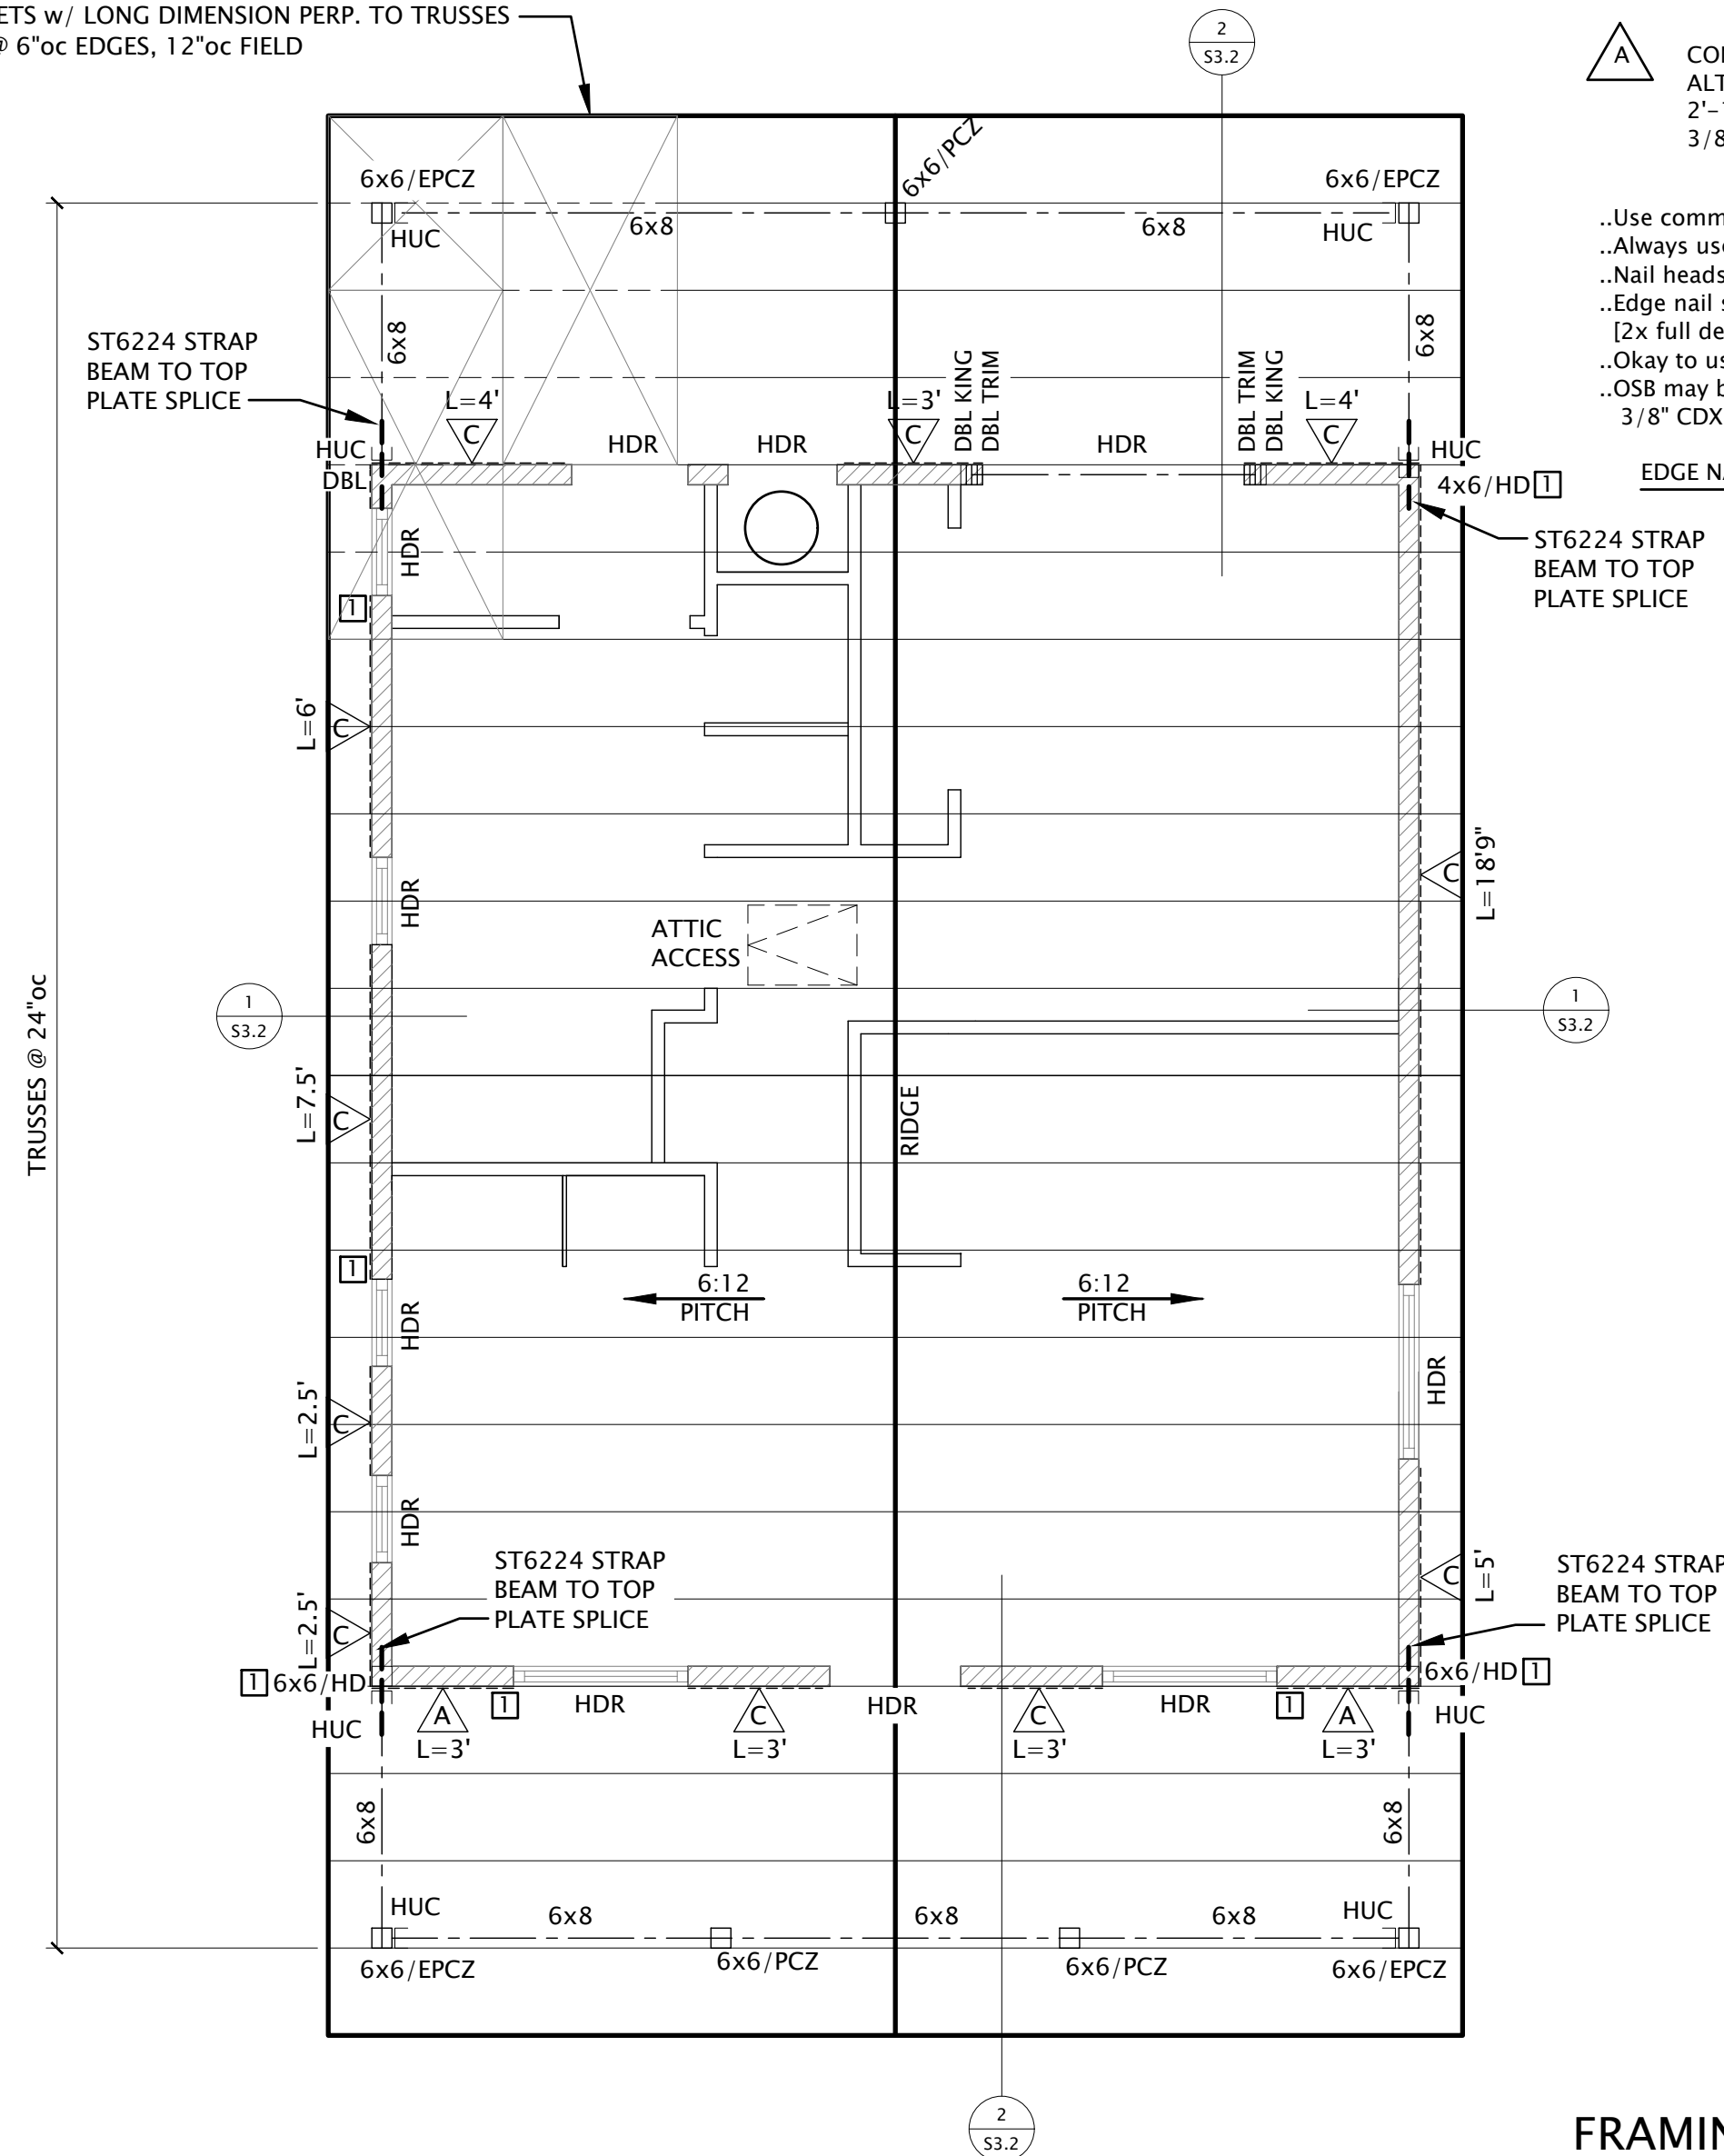 ETS w/ LONG DIMENSION PERP. TO TRUSSES
@ 6"oc EDGES, 12"oc FIELD
2
S3.2
A
3/8
..Use comm
..Always use
..Nail heads
..Edge nail s
[2x full de
..Okay to us
..OSB may b
3/8" CDX
EDGE NA
6x6/EPCZ
6x6/PCZ
6x6/EPCZ
HUC
6x8
6x8
HUC
6x8
6x8
ST6224 STRAP
BEAM TO TOP
PLATE SPLICE
L=4'
C
L=3'
C
DBL KING
DBL TRIM
DBL TRIM
DBL KING
L=4'
C
HUC
DBL
HDR
HDR
HDR
HUC
4x6/HD 1
ST6224 STRAP
BEAM TO TOP
PLATE SPLICE
HDR
1
L=6'
C
HDR
C
L=18'9"
ATTIC
ACCESS
TRUSSES @ 24"oc
1
S3.2
1
S3.2
L=7.5'
C
RIDGE
1
6:12
PITCH
6:12
PITCH
HDR
HDR
L=2.5'
C
HDR
ST6224 STRAP
BEAM TO TOP
PLATE SPLICE
C
L=5'
ST6224 STRAP
BEAM TO TOP
PLATE SPLICE
L=2.5'
C
1 6x6/HD
HUC
A
L=3'
1
HDR
C
L=3'
HDR
C
L=3'
HDR
1
A
L=3'
6x6/HD 1
HUC
6x8
6x8
HUC
6x8
6x8
6x8
HUC
6x6/EPCZ
6x6/PCZ
6x6/PCZ
6x6/EPCZ
2
S3.2